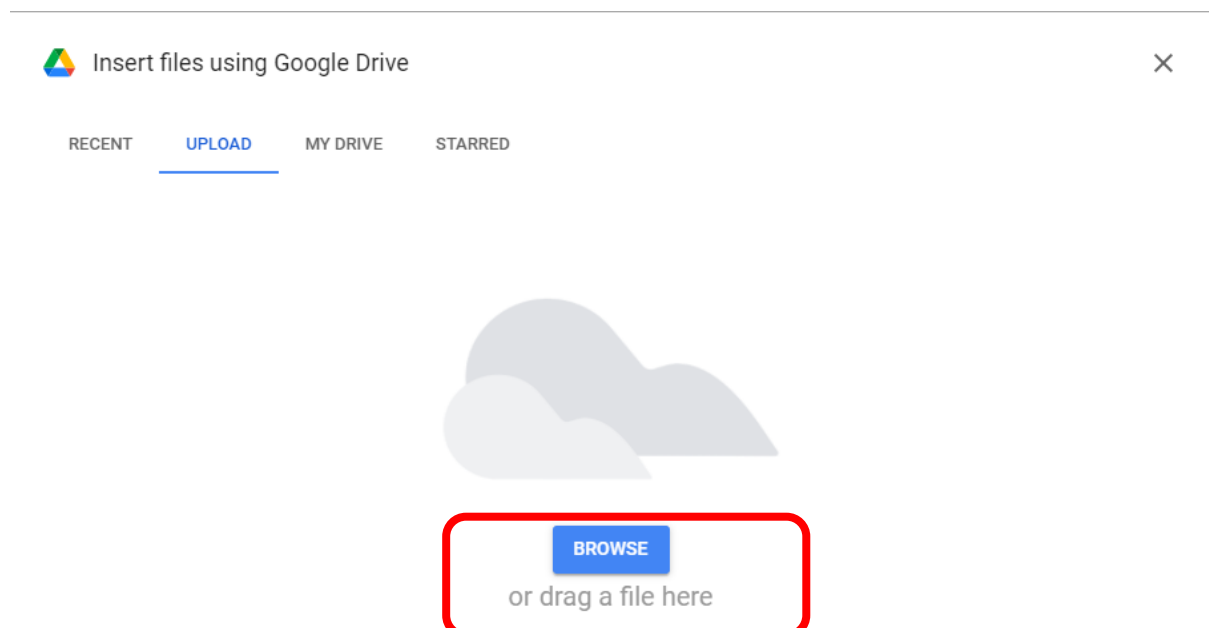 Insert files using Google Drive
RECENT UPLOAD MY DRIVE STARRED
BROWSE
or drag a file here